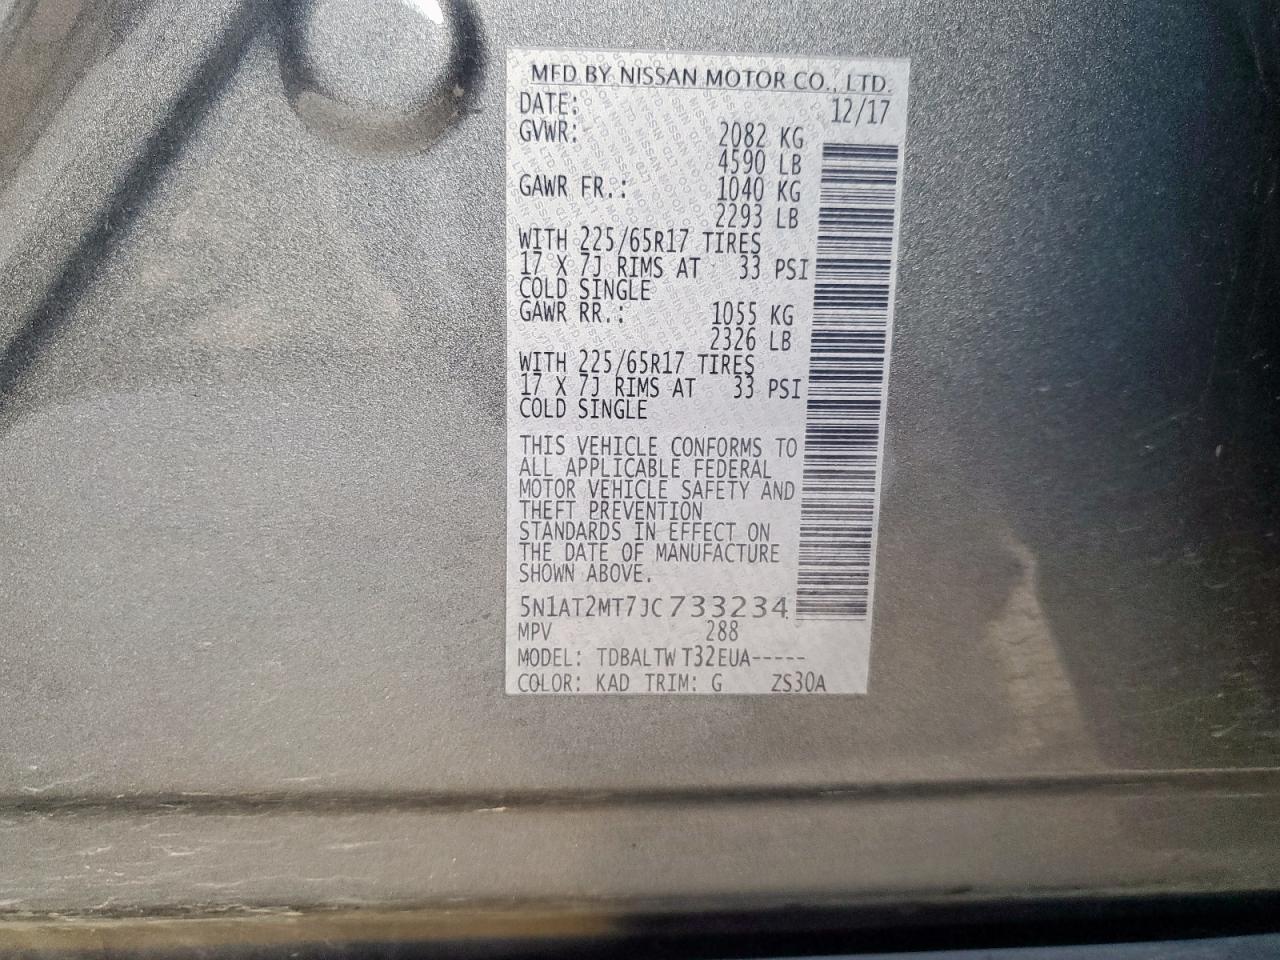 MFD BY NISSAN MOTOR CO., LTD.
DATE: 12/17
GVWR: 2082 KG
4590 LB
GAWR FR.: 1040 KG
2293 LB
WITH 225/65R17 TIRES
17 X 7J RIMS AT 33 PSI
COLD SINGLE
GAWR RR.: 1055 KG
2326 LB
WITH 225/65R17 TIRES
17 X 7J RIMS AT 33 PSI
COLD SINGLE
THIS VEHICLE CONFORMS TO
ALL APPLICABLE FEDERAL
MOTOR VEHICLE SAFETY AND
THEFT PREVENTION
STANDARDS IN EFFECT ON
THE DATE OF MANUFACTURE
SHOWN ABOVE.
5N1AT2MT7JC733234
MPV 288
MODEL: TDBALTW T32EUA-----
COLOR: KAD TRIM: G ZS30A